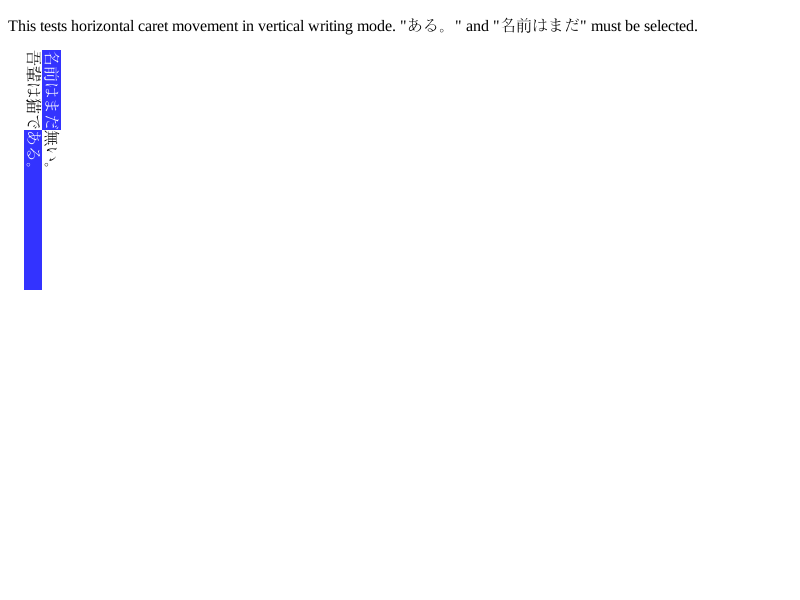 This tests horizontal caret movement in vertical writing mode. "ある。" and "名前はまだ" must be selected.
吾輩は猫である。
名前はまだ無い。